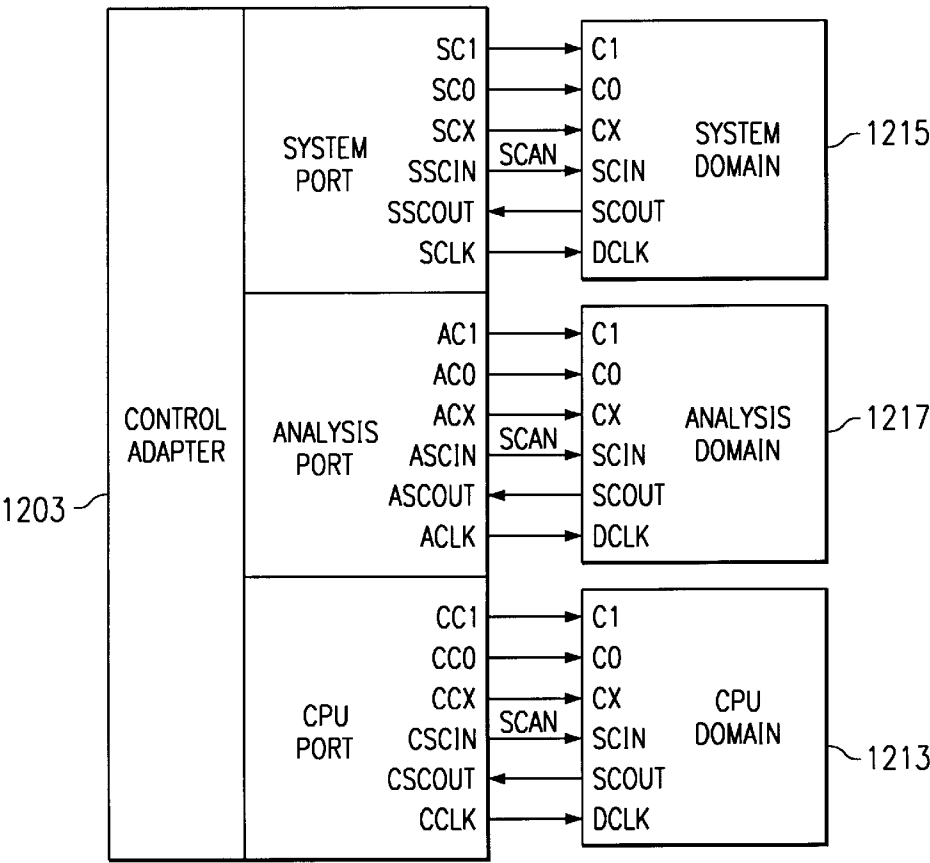 SC1 C1
SC0 C0
SCX CX
SYSTEM PORT
SCAN
SSCIN SCIN
SYSTEM DOMAIN
1215
SSCOUT SCOUT
SCLK DCLK
CONTROL ADAPTER
1203
AC1 C1
AC0 C0
ACX CX
ANALYSIS PORT
SCAN
ASCIN SCIN
ANALYSIS DOMAIN
1217
ASCOUT SCOUT
ACLK DCLK
CC1 C1
CC0 C0
CCX CX
CPU PORT
SCAN
CSCIN SCIN
CPU DOMAIN
1213
CSCOUT SCOUT
CCLK DCLK